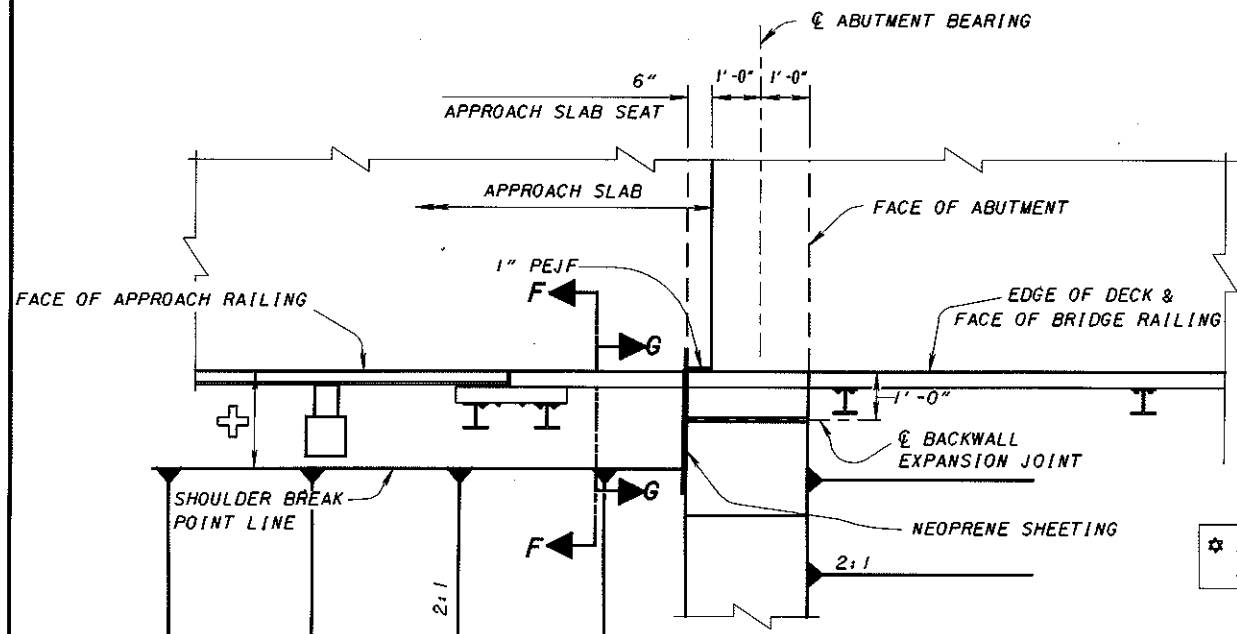 ℄ ABUTMENT BEARING
6" 1'-0" 1'-0"
APPROACH SLAB SEAT
APPROACH SLAB
FACE OF ABUTMENT
1" PEJF
F
G
FACE OF APPROACH RAILING
EDGE OF DECK &
FACE OF BRIDGE RAILING
1'-0"
℄ BACKWALL
EXPANSION JOINT
SHOULDER BREAK
POINT LINE
G
NEOPRENE SHEETING
F
2:1
2:1